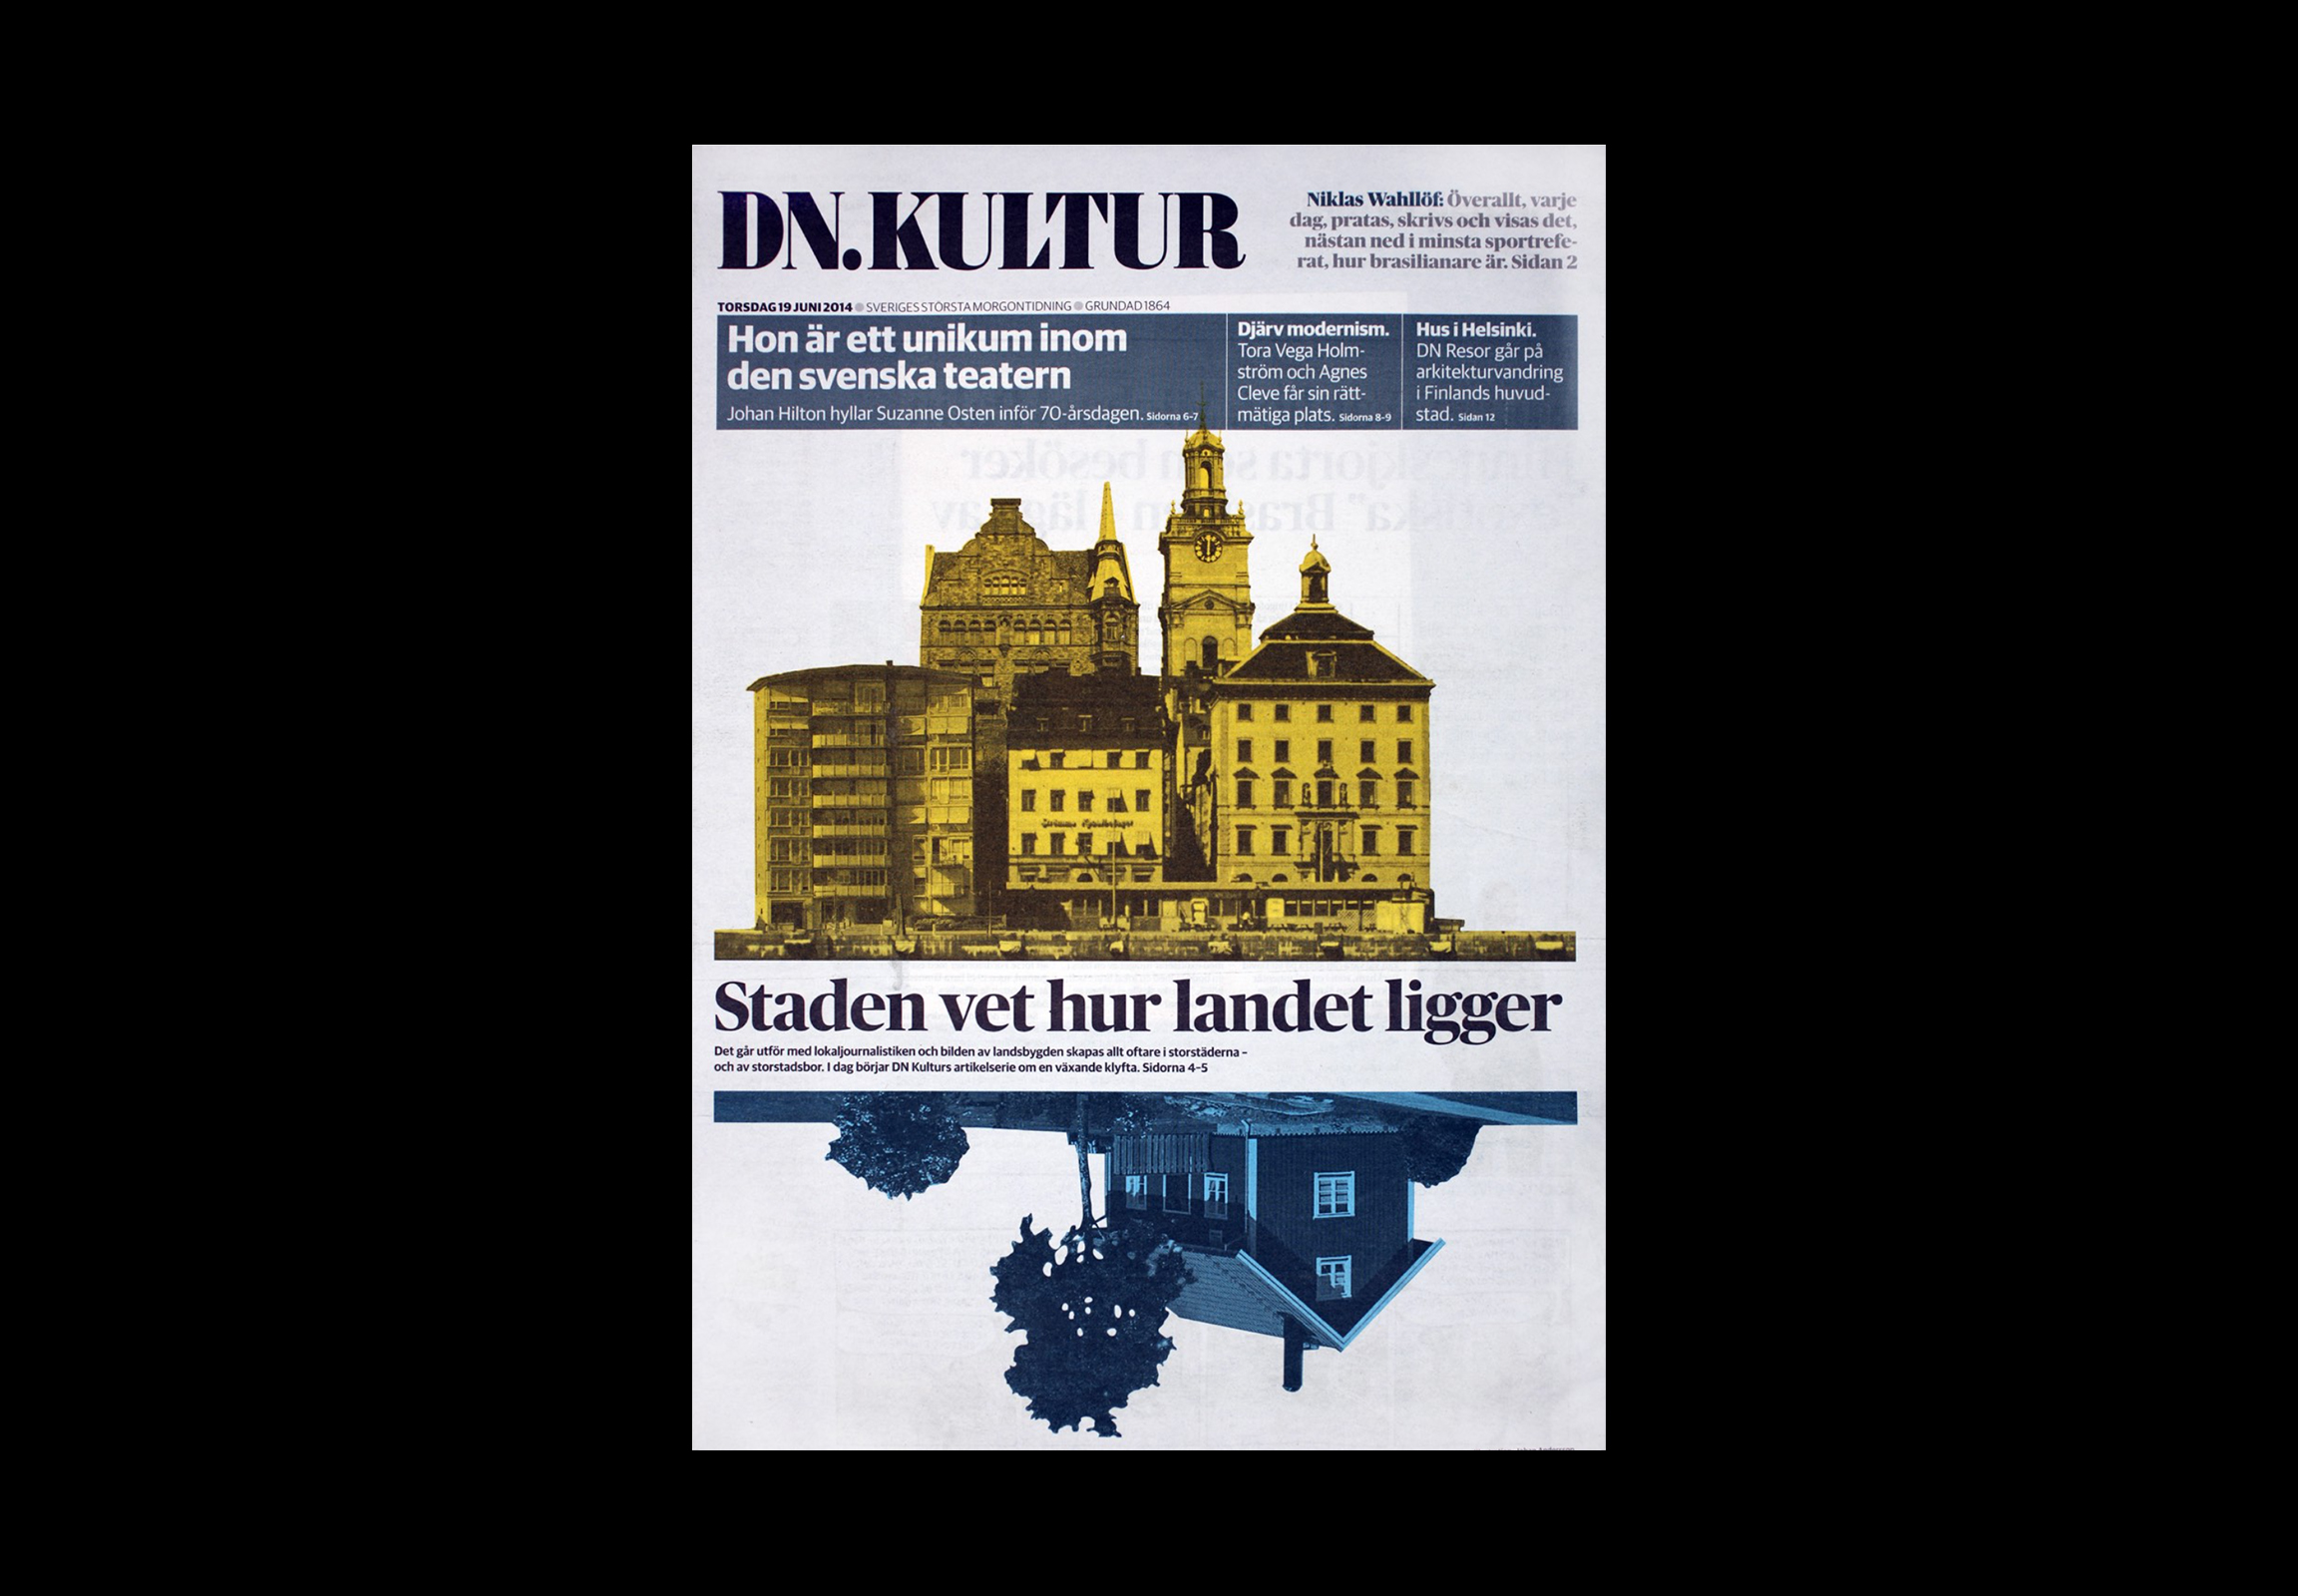 DN.KULTUR
Niklas Wahllöf: Överallt, varje
dag, pratas, skrivs och visas det,
nästan ned i minsta sportrefe-
rat, hur brasilianare är. Sidan 2
TORSDAG 19 JUNI 2014 ● SVERIGES STÖRSTA MORGONTIDNING ● GRUNDAD 1864
Hon är ett unikum inom
den svenska teatern
Johan Hilton hyllar Suzanne Osten inför 70-årsdagen. Sidorna 6-7
Djärv modernism.
Tora Vega Holm-
ström och Agnes
Cleve får sin rätt-
mätiga plats. Sidorna 8-9
Hus i Helsinki.
DN Resor går på
arkitekturvandring
i Finlands huvud-
stad. Sidan 12
Staden vet hur landet ligger
Det går utför med lokaljournalistiken och bilden av landsbygden skapas allt oftare i storstäderna –
och av storstadsbor. I dag börjar DN Kulturs artikelserie om en växande klyfta. Sidorna 4–5